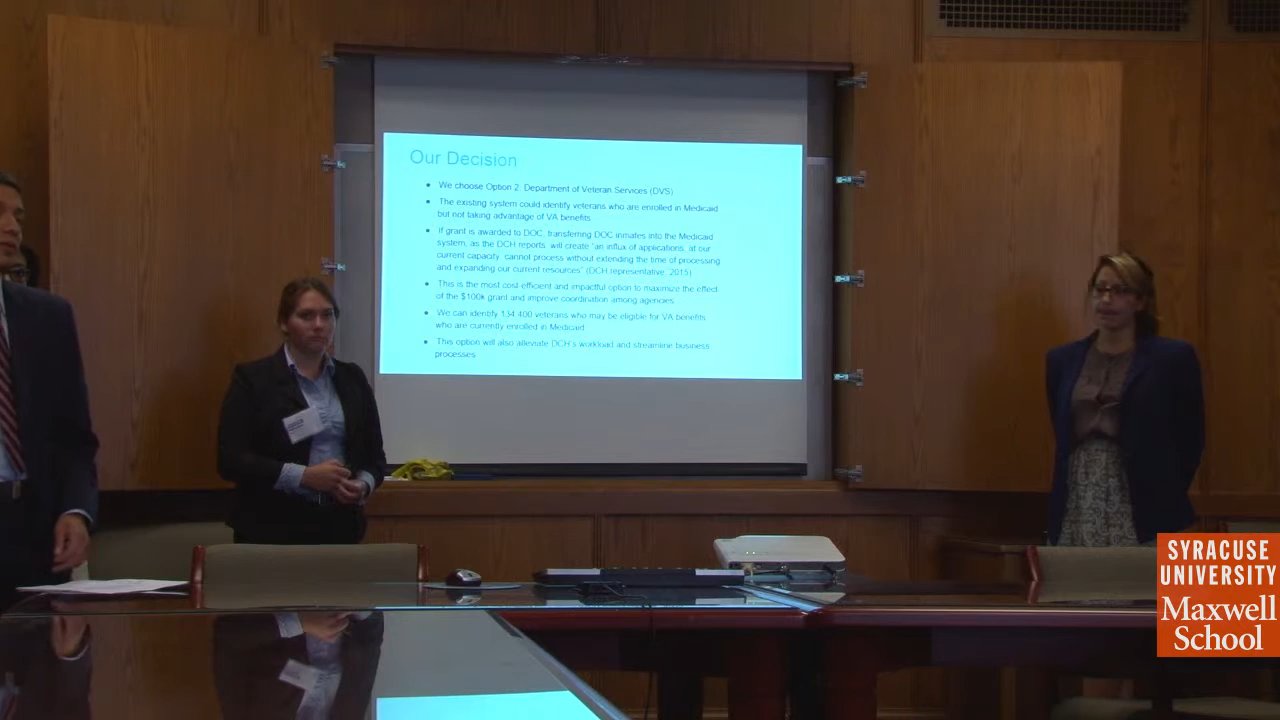 Our Decision
• We choose Option 2: Department of Veteran Services (DVS)
• The existing system could identify veterans who are enrolled in Medicaid
but not taking advantage of VA benefits
• If grant is awarded to DOC, transferring DOC inmates into the Medicaid
system, as the DCH reports, will create "an influx of applications, at our
current capacity, cannot process without extending the time of processing
and expanding our current resources" (DCH representative, 2015)
• This is the most cost efficient and impactful option to maximize the effect
of the $100k grant and improve coordination among agencies
• We can identify 134,400 veterans who may be eligible for VA benefits
who are currently enrolled in Medicaid
• This option will also alleviate DCH's workload and streamline business
processes
SYRACUSE
UNIVERSITY
Maxwell
School